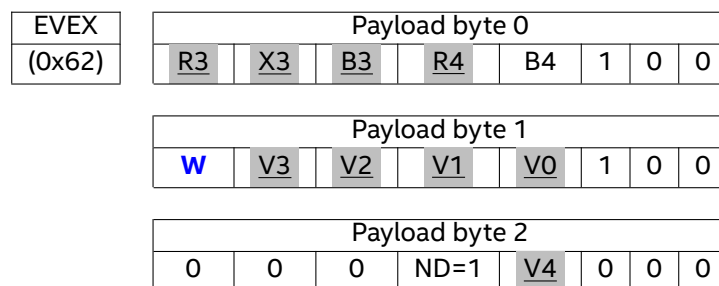 EVEX Payload byte 0
(0x62) R3 X3 B3 R4 B4 1 0 0
Payload byte 1
W V3 V2 V1 V0 1 0 0
Payload byte 2
0 0 0 ND=1 V4 0 0 0